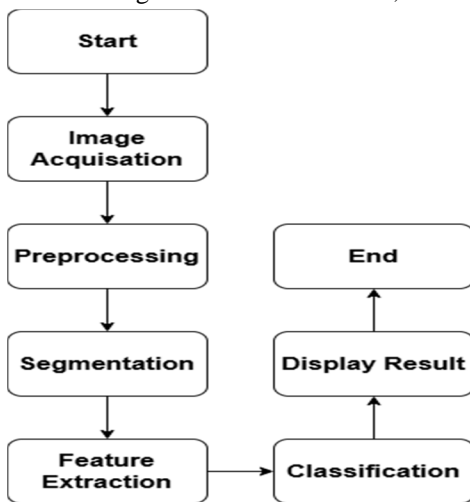 Start
Image
Acquisation
Preprocessing
Segmentation
Feature
Extraction
Classification
Display Result
End